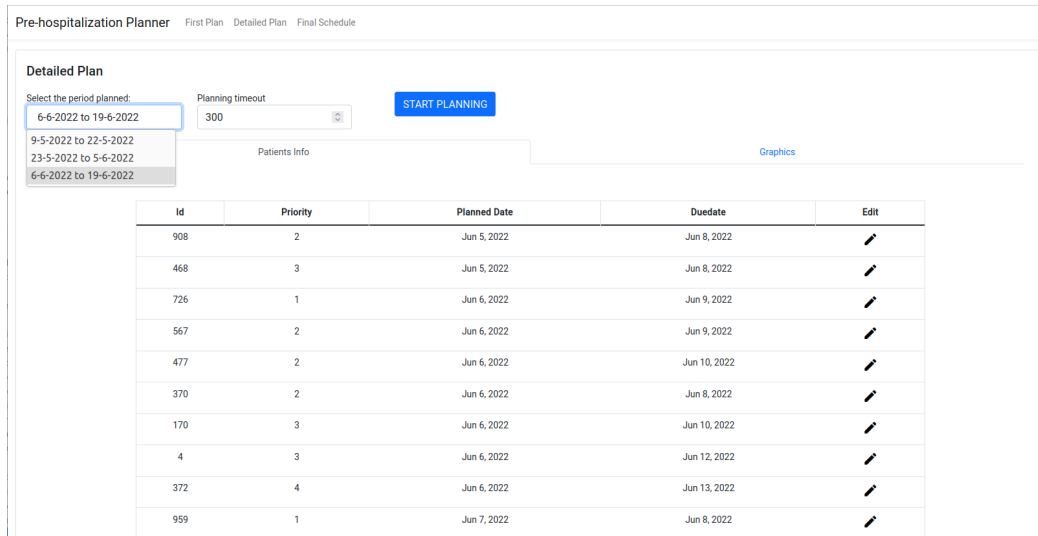 Pre-hospitalization Planner First Plan Detailed Plan Final Schedule
Detailed Plan
Select the period planned: Planning timeout
6-6-2022 to 19-6-2022 300 START PLANNING
9-5-2022 to 22-5-2022
23-5-2022 to 5-6-2022
6-6-2022 to 19-6-2022
Patients Info Graphics
Id Priority Planned Date Duedate Edit
908 2 Jun 5, 2022 Jun 8, 2022
468 3 Jun 5, 2022 Jun 8, 2022
726 1 Jun 6, 2022 Jun 9, 2022
567 2 Jun 6, 2022 Jun 9, 2022
477 2 Jun 6, 2022 Jun 10, 2022
370 2 Jun 6, 2022 Jun 8, 2022
170 3 Jun 6, 2022 Jun 10, 2022
4 3 Jun 6, 2022 Jun 12, 2022
372 4 Jun 6, 2022 Jun 13, 2022
959 1 Jun 7, 2022 Jun 8, 2022